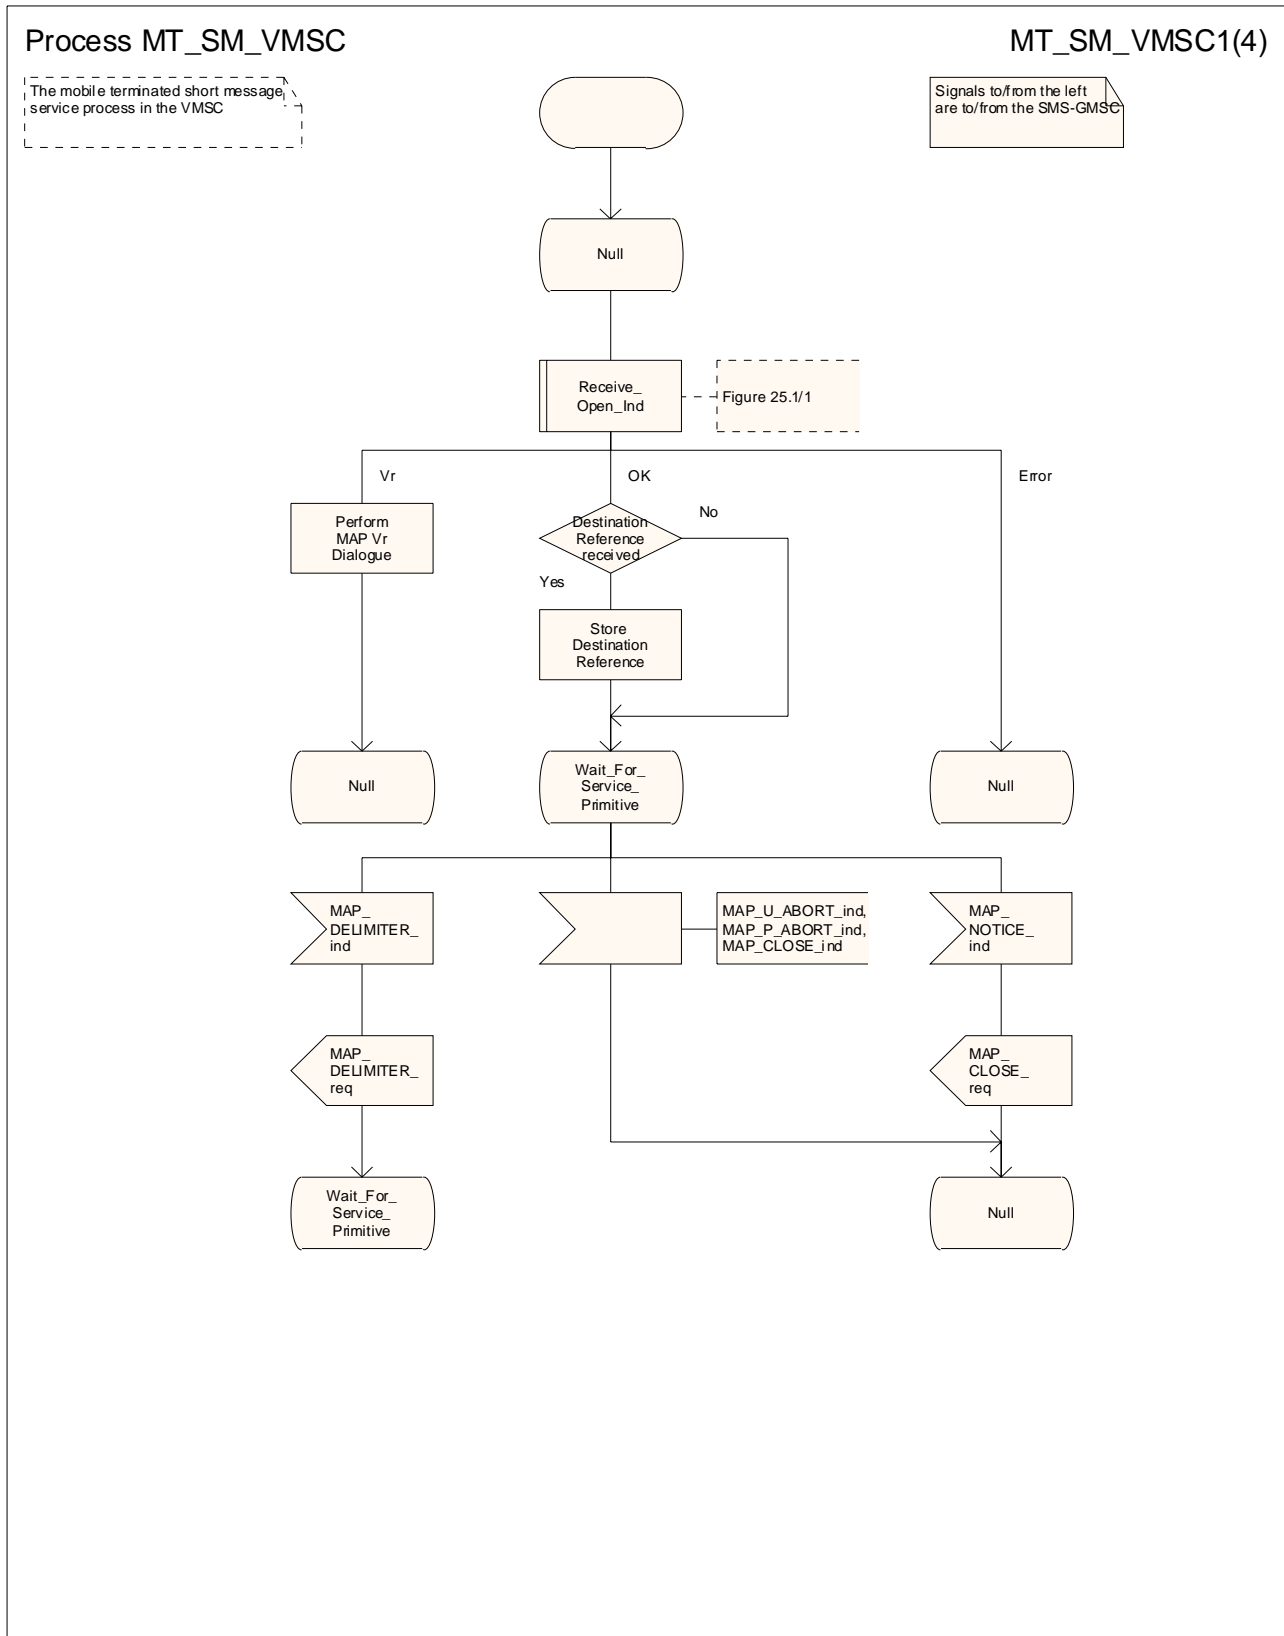 Process MT_SM_VMSC
MT_SM_VMSC1(4)
The mobile terminated short message
service process in the VMSC
Signals to/from the left
are to/from the SMS-GMSC
Null
Receive_
Open_Ind
Figure 25.1/1
Vr
OK
Error
Perform
MAP Vr
Dialogue
Destination
Reference
received
No
Yes
Store
Destination
Reference
Null
Wait_For_
Service_
Primitive
Null
MAP_
DELIMITER_
ind
MAP_U_ABORT_ind,
MAP_P_ABORT_ind,
MAP_CLOSE_ind
MAP_
NOTICE_
ind
MAP_
DELIMITER_
req
MAP_
CLOSE_
req
Wait_For_
Service_
Primitive
Null